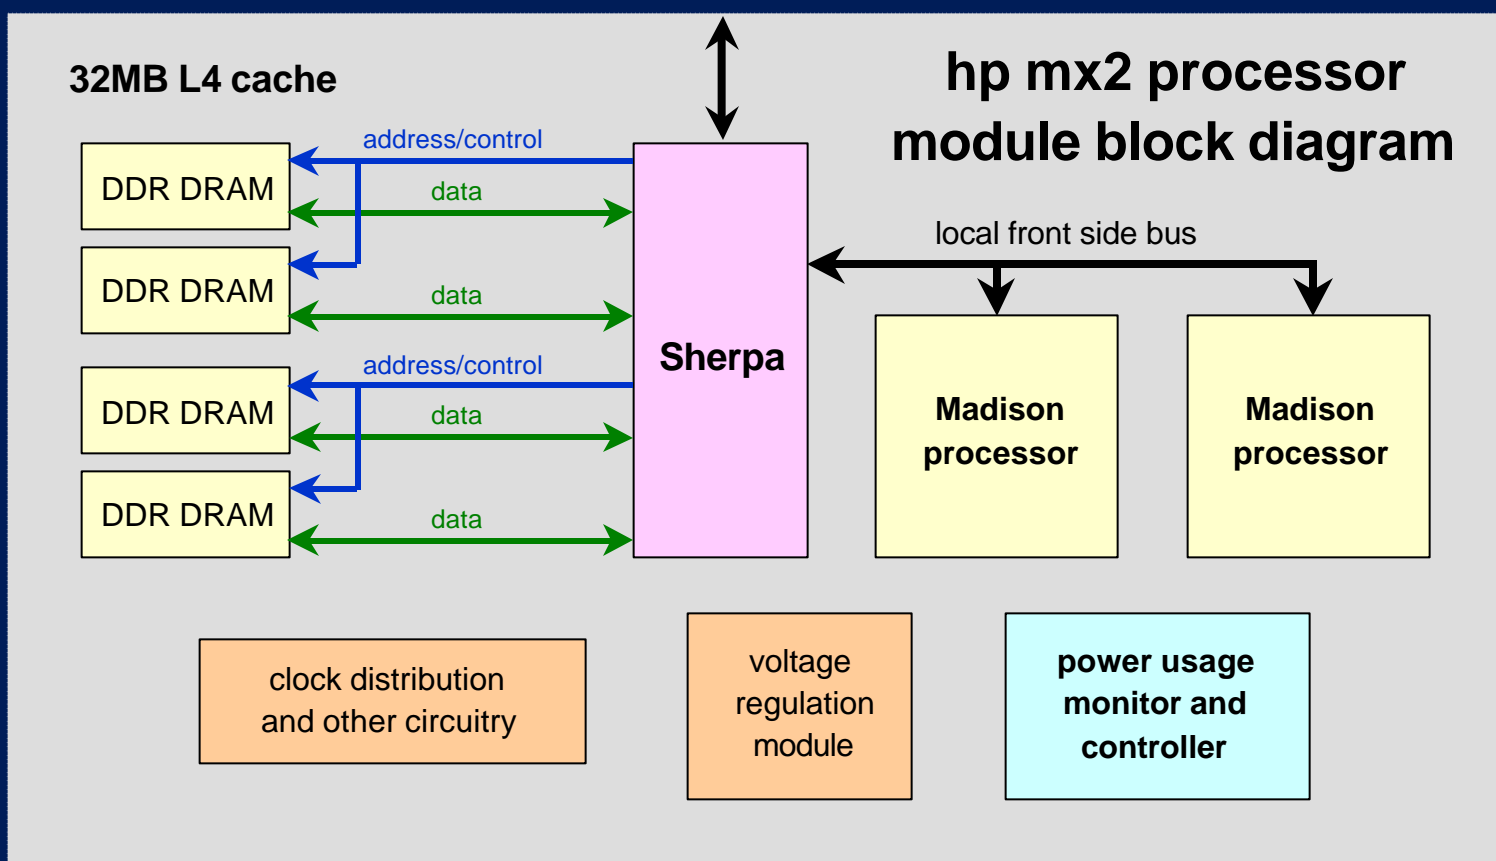 hp mx2 processor
module block diagram
32MB L4 cache
address/control
DDR DRAM
data
DDR DRAM
data
address/control
DDR DRAM
data
DDR DRAM
data
Sherpa
local front side bus
Madison
processor
Madison
processor
clock distribution
and other circuitry
voltage
regulation
module
power usage
monitor and
controller